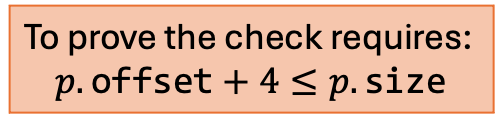 To prove the check requires:
p.offset + 4 ≤ p.size